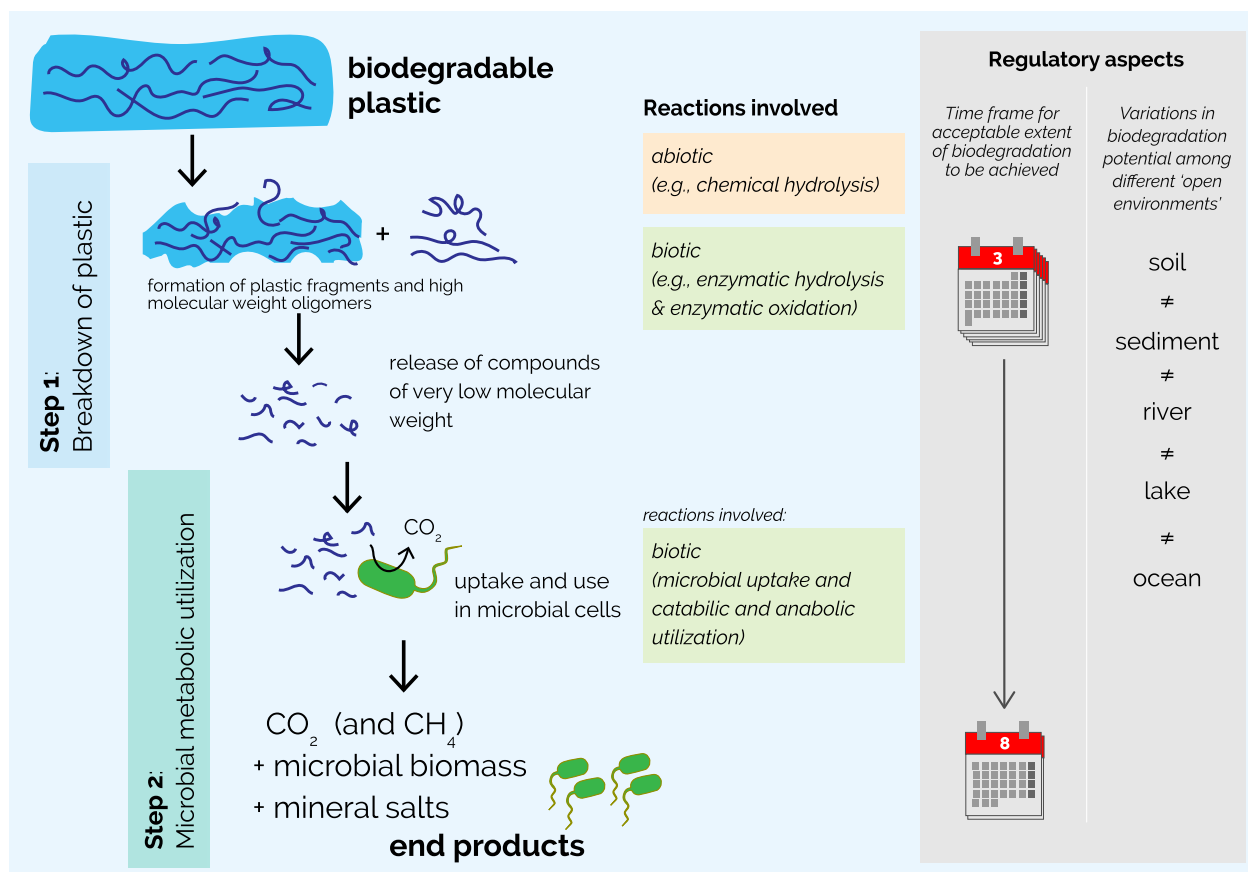 biodegradable
plastic
Step 1:
Breakdown of plastic
+
formation of plastic fragments and high
molecular weight oligomers
release of compounds
of very low molecular
weight
Reactions involved
abiotic
(e.g., chemical hydrolysis)
biotic
(e.g., enzymatic hydrolysis
& enzymatic oxidation)
Step 2:
Microbial metabolic utilization
CO2
uptake and use
in microbial cells
reactions involved:
biotic
(microbial uptake and
catabilic and anabolic
utilization)
CO2 (and CH4)
+ microbial biomass
+ mineral salts
end products
Regulatory aspects
Time frame for
acceptable extent
of biodegradation
to be achieved
3
8
Variations in
biodegradation
potential among
different ‘open
environments’
soil
≠
sediment
≠
river
≠
lake
≠
ocean